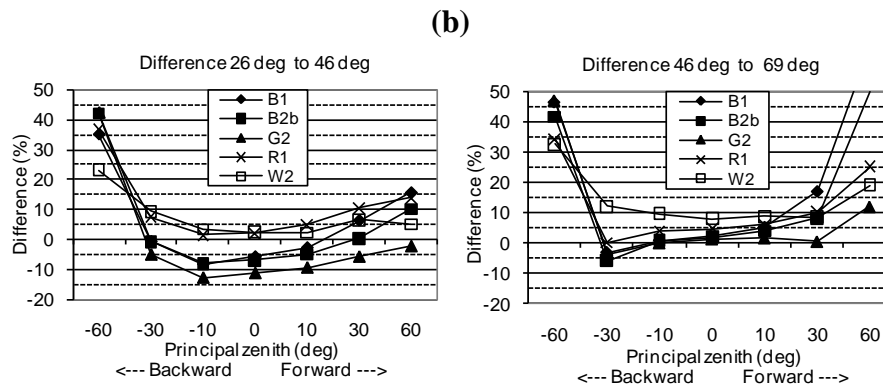 (b)
Difference 26 deg to 46 deg
Difference 46 deg to 69 deg
Difference (%)
50
40
30
20
10
0
-10
-20
B1
B2b
G2
R1
W2
-60 -30 -10 0 10 30 60
Principal zenith (deg)
<--- Backward Forward --->
Difference (%)
50
40
30
20
10
0
-10
-20
B1
B2b
G2
R1
W2
-60 -30 -10 0 10 30 60
Principal zenith (deg)
<--- Backward Forward --->